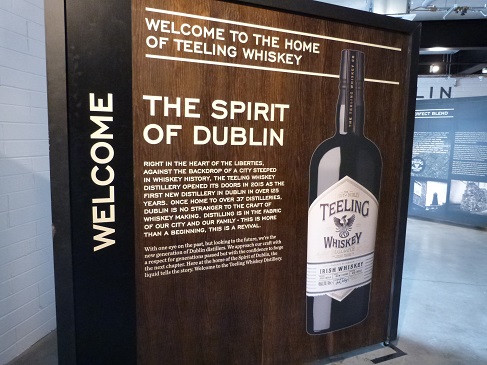 WELCOME
WELCOME TO THE HOME
OF TEELING WHISKEY
THE SPIRIT
OF DUBLIN
RIGHT IN THE HEART OF THE LIBERTIES,
AGAINST THE BACKDROP OF A CITY STEEPED
IN WHISKEY HISTORY, THE TEELING WHISKEY
DISTILLERY OPENED ITS DOORS IN 2015 AS THE
FIRST NEW DISTILLERY IN DUBLIN IN OVER 125
YEARS. ONCE HOME TO OVER 37 DISTILLERIES,
DUBLIN IS NO STRANGER TO THE CRAFT OF
WHISKEY MAKING. DISTILLING IS IN THE FABRIC
OF OUR CITY AND OUR FAMILY - THIS IS MORE
THAN A BEGINNING, THIS IS A REVIVAL.
With one eye on the past, but looking to the future, we're the
new generation of Dublin distillers. We approach our craft with
a respect for generations passed but with the confidence to forge
the next chapter. Here at the home of the Spirit of Dublin, the
liquid tells the story. Welcome to the Teeling Whiskey Distillery.
TEELING
WHISKEY
IRISH WHISKEY
LIN
PERFECT BLEND